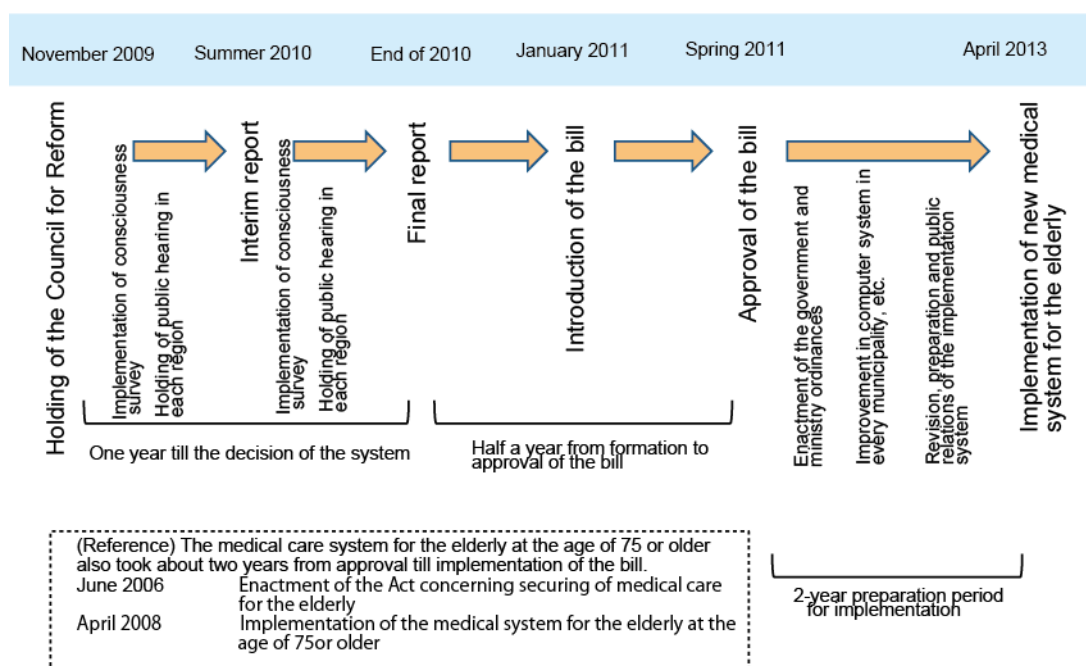 November 2009
Summer 2010
End of 2010
January 2011
Spring 2011
April 2013
Holding of the Council for Reform
Implementation of consciousness
survey
Holding of public hearing in
each region
Interim report
Implementation of consciousness
survey
Holding of public hearing in
each region
Final report
Introduction of the bill
Approval of the bill
Enactment of the government and
ministry ordinances
Improvement in computer system in
every municipality, etc.
Revision, preparation and public
relations of the implementation
system
Implementation of new medical
system for the elderly
One year till the decision of the system
Half a year from formation to
approval of the bill
2-year preparation period
for implementation
(Reference) The medical care system for the elderly at the age of 75 or older
also took about two years from approval till implementation of the bill.
June 2006 Enactment of the Act concerning securing of medical care
for the elderly
April 2008 Implementation of the medical system for the elderly at the
age of 75or older